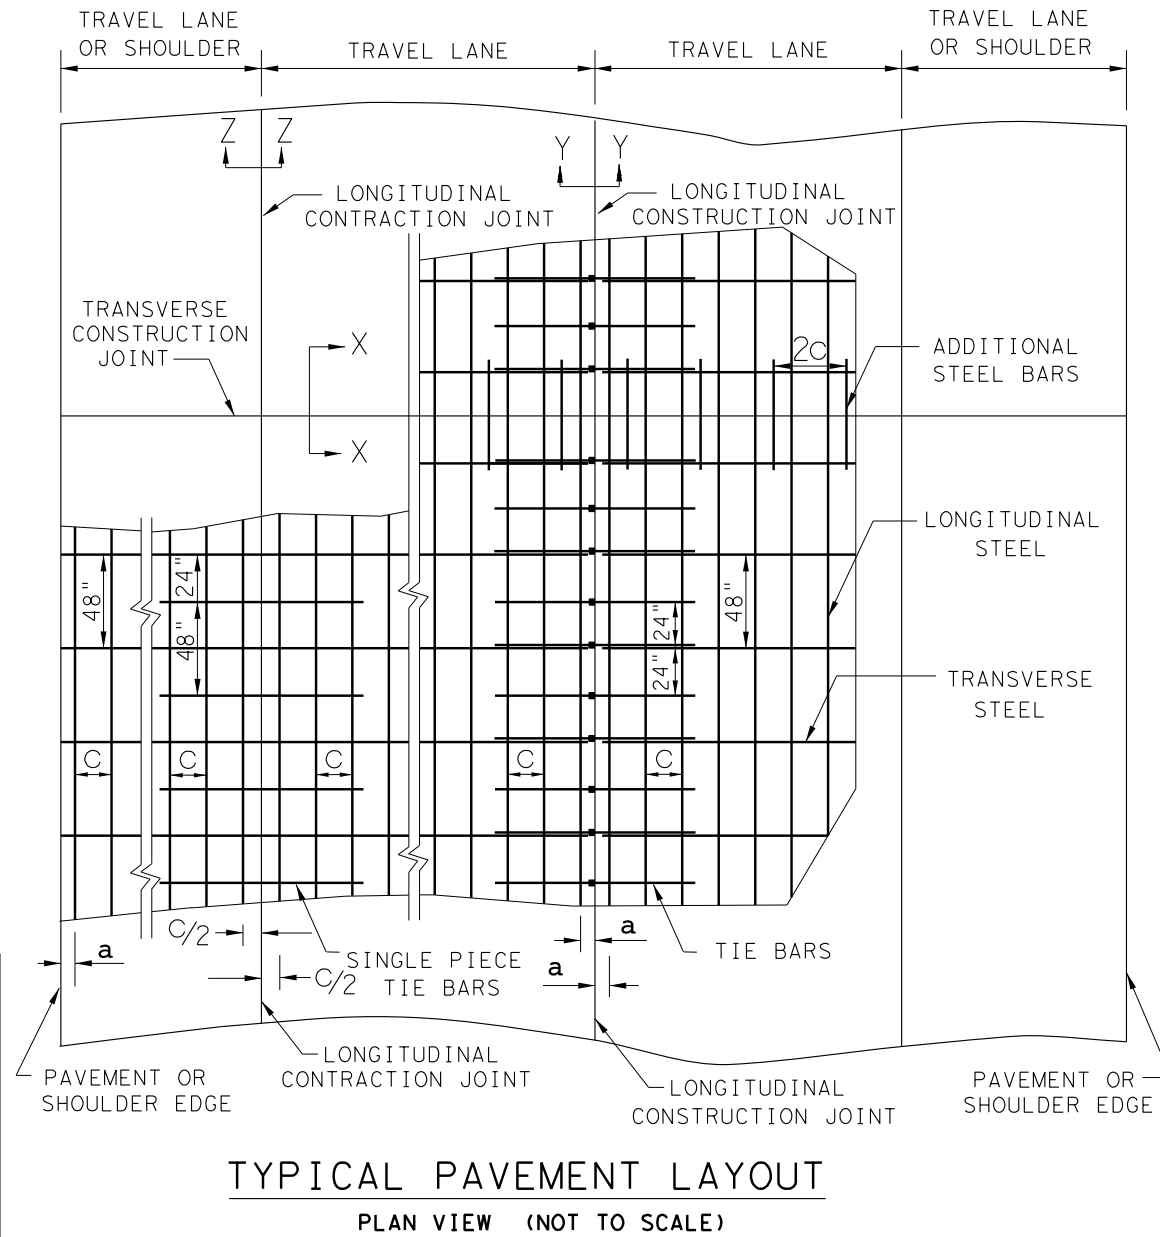 TRAVEL LANE
OR SHOULDER
TRAVEL LANE
TRAVEL LANE
TRAVEL LANE
OR SHOULDER
Z Z
Y Y
LONGITUDINAL
CONTRACTION JOINT
LONGITUDINAL
CONSTRUCTION JOINT
TRANSVERSE
CONSTRUCTION
JOINT
X
X
2C
ADDITIONAL
STEEL BARS
LONGITUDINAL
STEEL
48"
24"
48"
24"
24"
48"
TRANSVERSE
STEEL
C
C
C
C
C
C/2
a
SINGLE PIECE
TIE BARS
C/2
a
a
TIE BARS
LONGITUDINAL
CONTRACTION JOINT
PAVEMENT OR
SHOULDER EDGE
LONGITUDINAL
CONSTRUCTION JOINT
PAVEMENT OR
SHOULDER EDGE
TYPICAL PAVEMENT LAYOUT
PLAN VIEW (NOT TO SCALE)